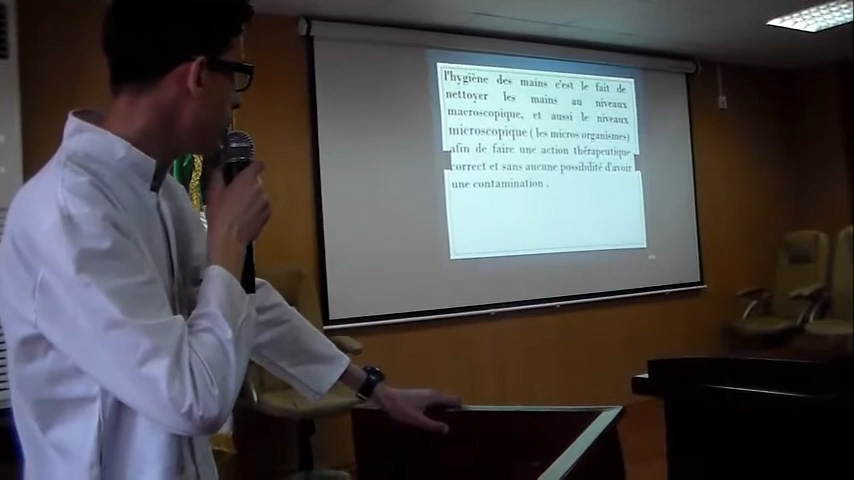 l'hygiène des mains c'est le fait de
nettoyer les mains au niveaux
macroscopique, et aussi le niveaux
microscopique ( les micros organismes)
afin de faire une action thérapeutique
correct et sans aucune possibilité d'avoir
une contamination .